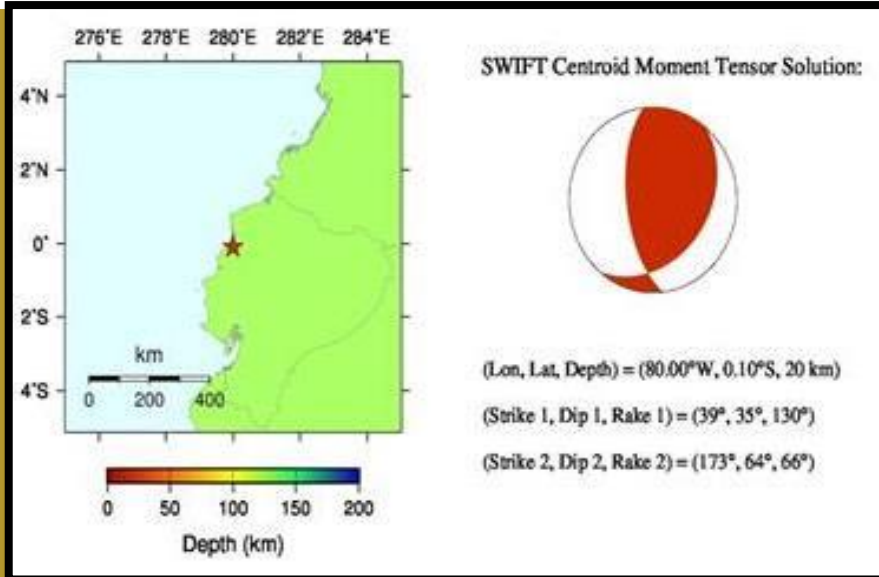 276°E 278°E 280°E 282°E 284°E
4°N
2°N
0°
2°S
4°S
km
0 200 400
0 50 100 150 200
Depth (km)
SWIFT Centroid Moment Tensor Solution:
(Lon, Lat, Depth) = (80.00°W, 0.10°S, 20 km)
(Strike 1, Dip 1, Rake 1) = (39°, 35°, 130°)
(Strike 2, Dip 2, Rake 2) = (173°, 64°, 66°)